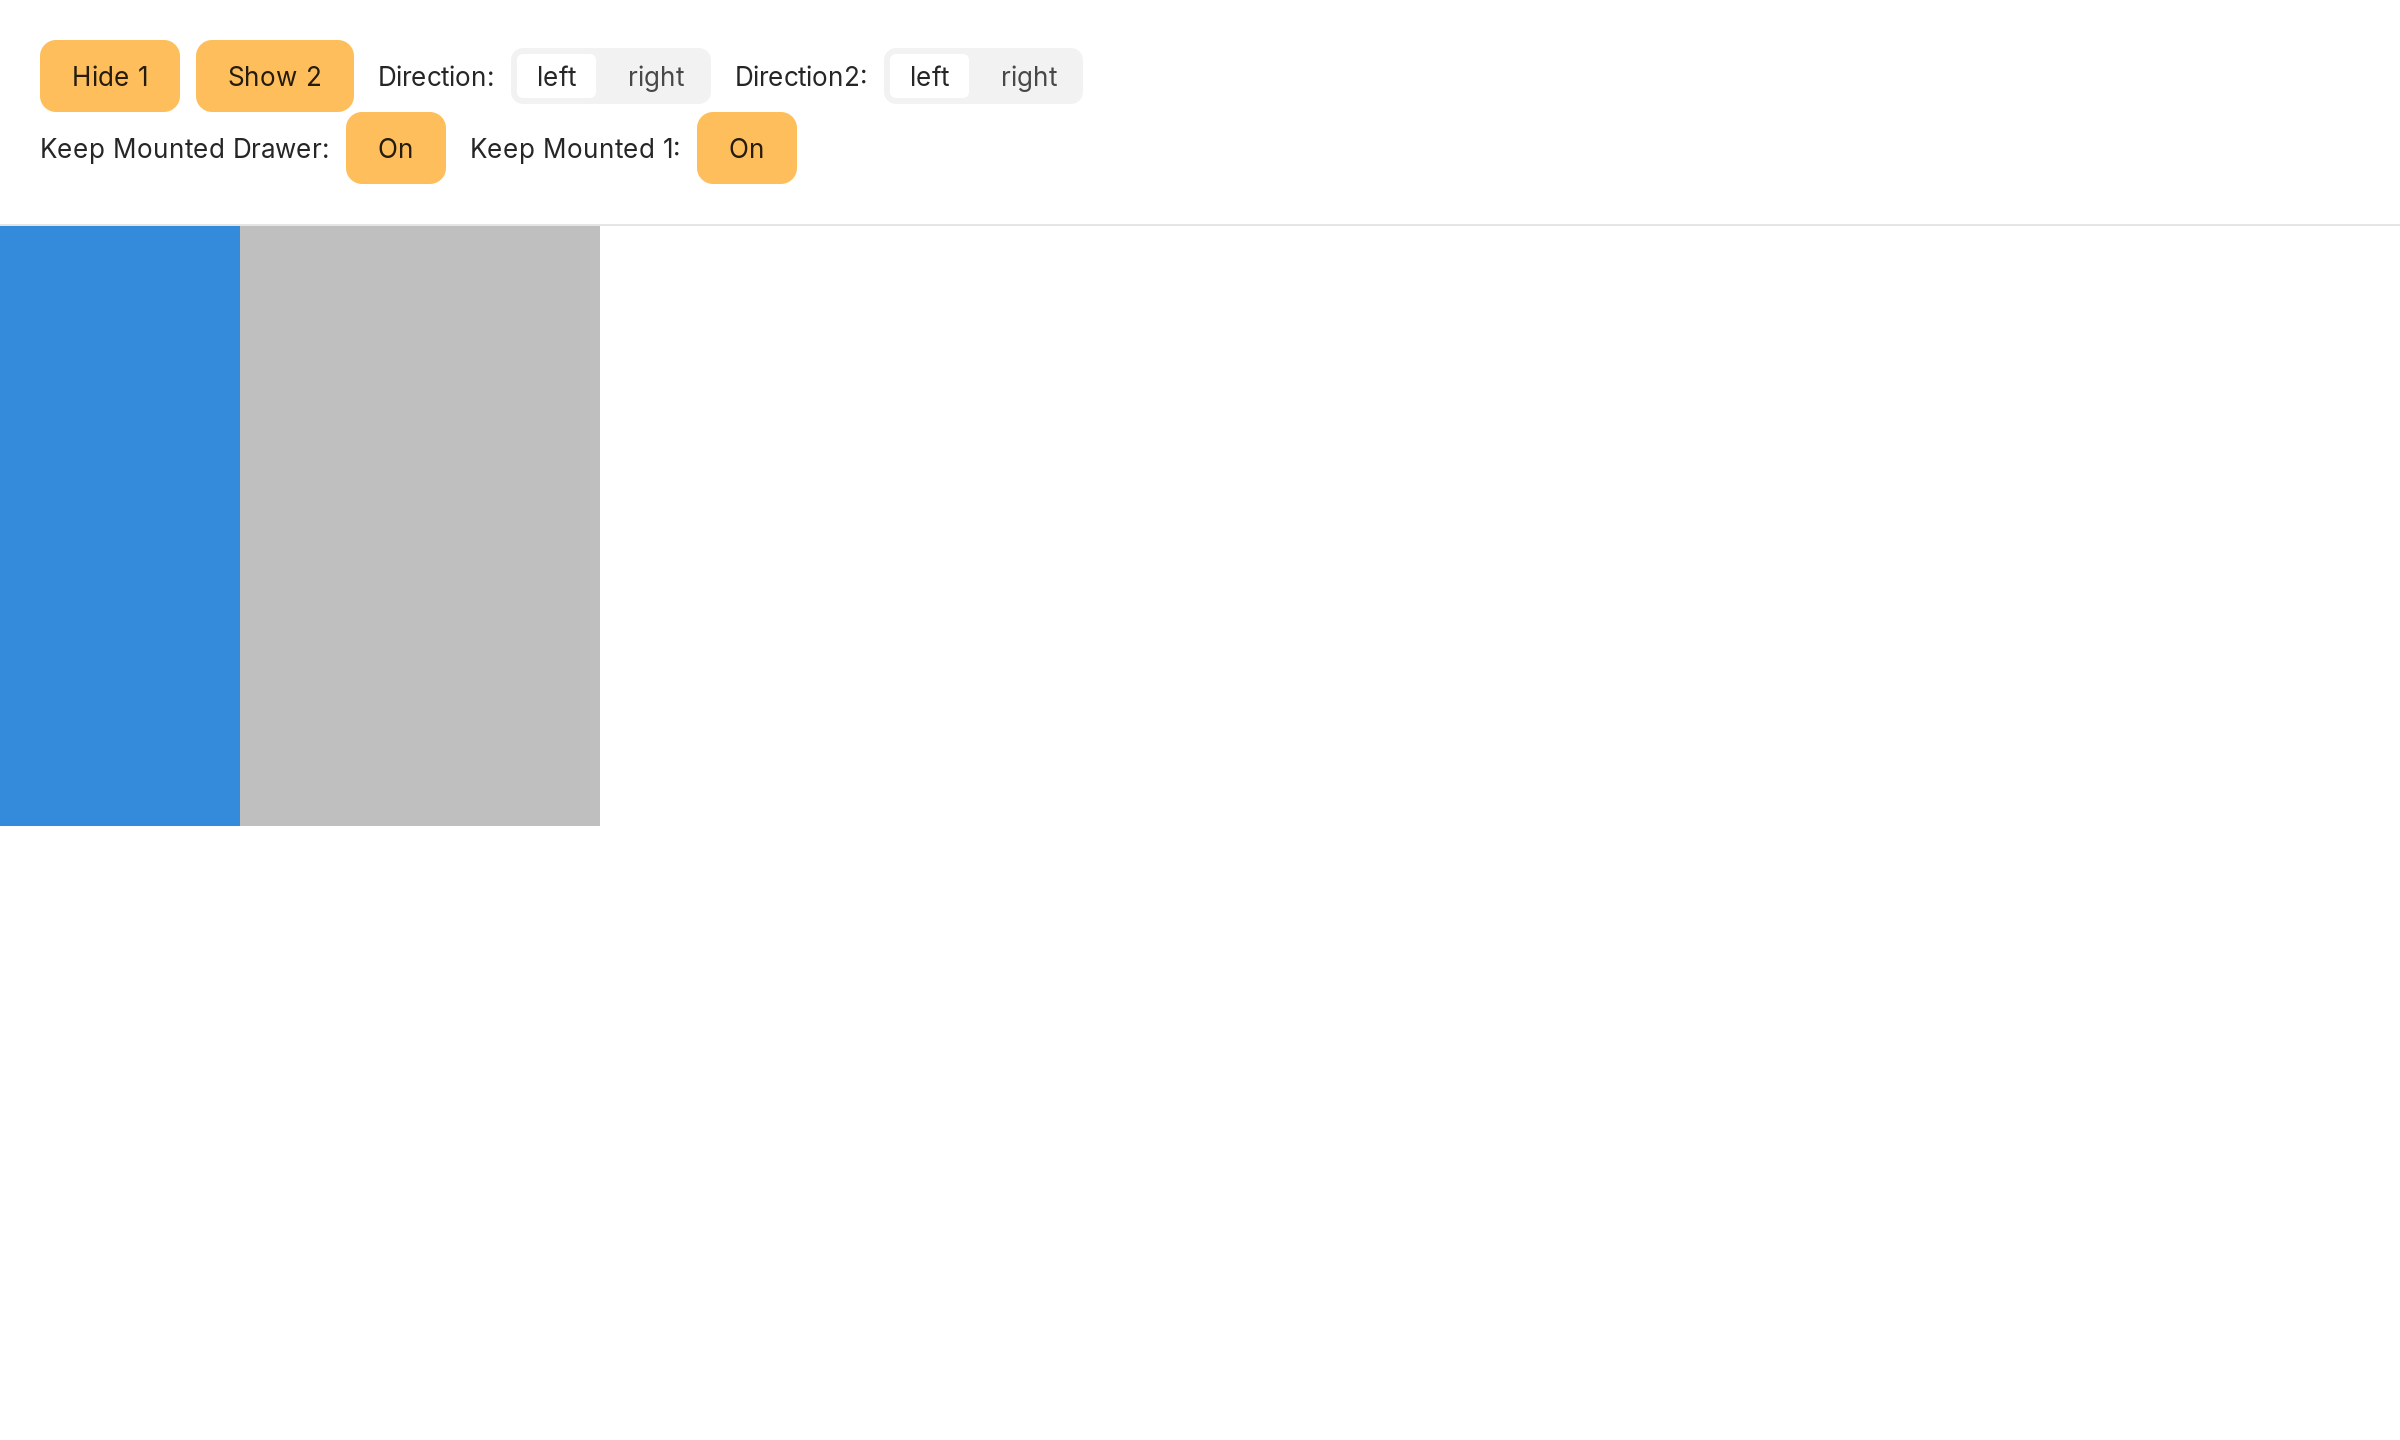 Hide 1 Show 2 Direction: left right Direction2: left right
Keep Mounted Drawer: On Keep Mounted 1: On